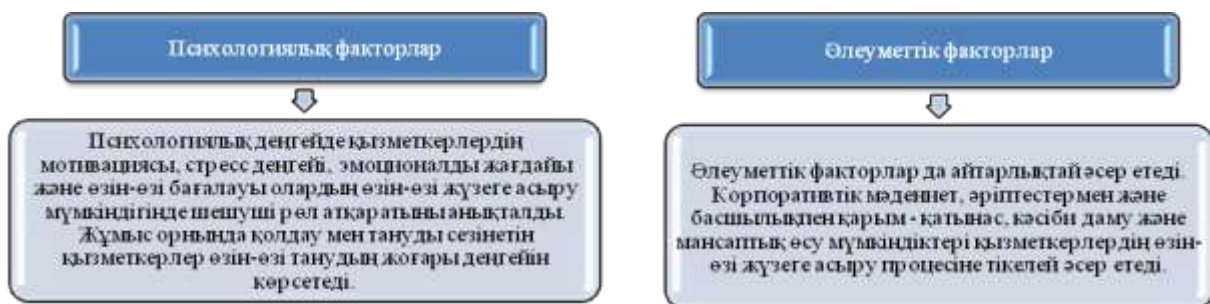 Психологиялық факторлар
Психологиялық деңгейде қызметкерлердің
мотивациясы, стресс деңгейі, эмоционалды жағдайы
және өзін-өзі бағалауы олардың өзін-өзі жүзеге асыру
мүмкіндігінде шешуші рөл атқаратыны анықталды.
Жұмыс орнында қолдау мен тануды сезінетін
қызметкерлер өзін-өзі танудың жоғары деңгейін
көрсетеді.
Әлеуметтік факторлар
Әлеуметтік факторлар да айтарлықтай әсер етеді.
Корпоративтік мәдениет, әріптестермен және
басшылықпен қарым - қатынас, кәсіби даму және
мансаптық өсу мүмкіндіктері қызметкерлердің өзін-
өзі жүзеге асыру процесіне тікелей әсер етеді.